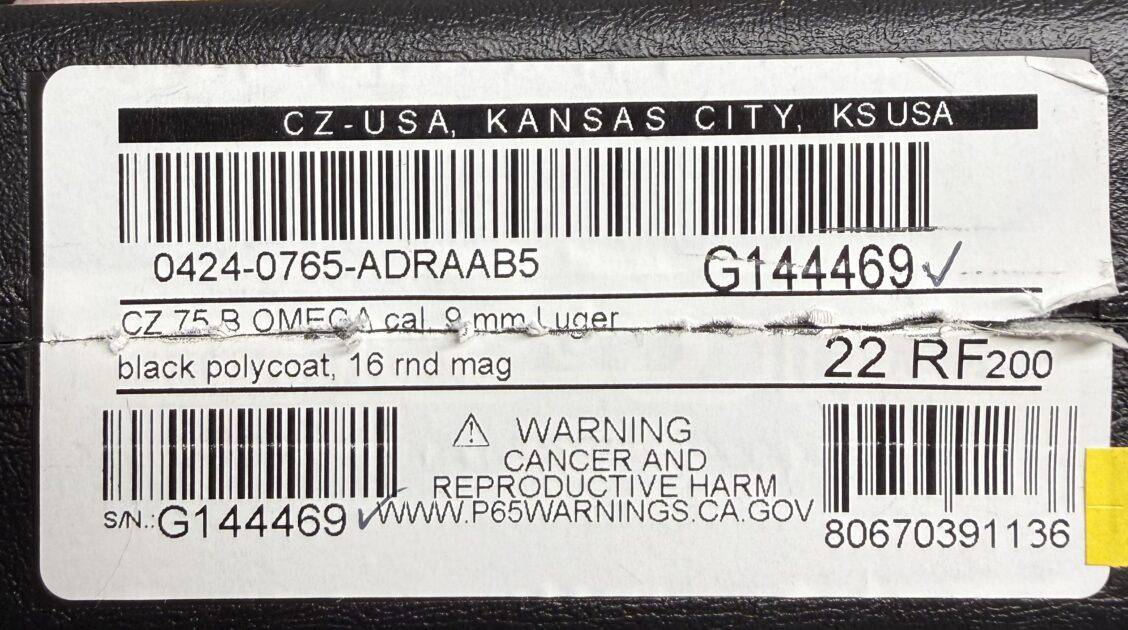 CZ-USA, KANSAS CITY, KS USA
0424-0765-ADRAAB5 G144469
CZ 75 B OMEGA cal. 9 mm Luger
black polycoat, 16 rnd mag 22 RF200
WARNING
CANCER AND
REPRODUCTIVE HARM
WWW.P65WARNINGS.CA.GOV
S/N.:G144469
80670391136